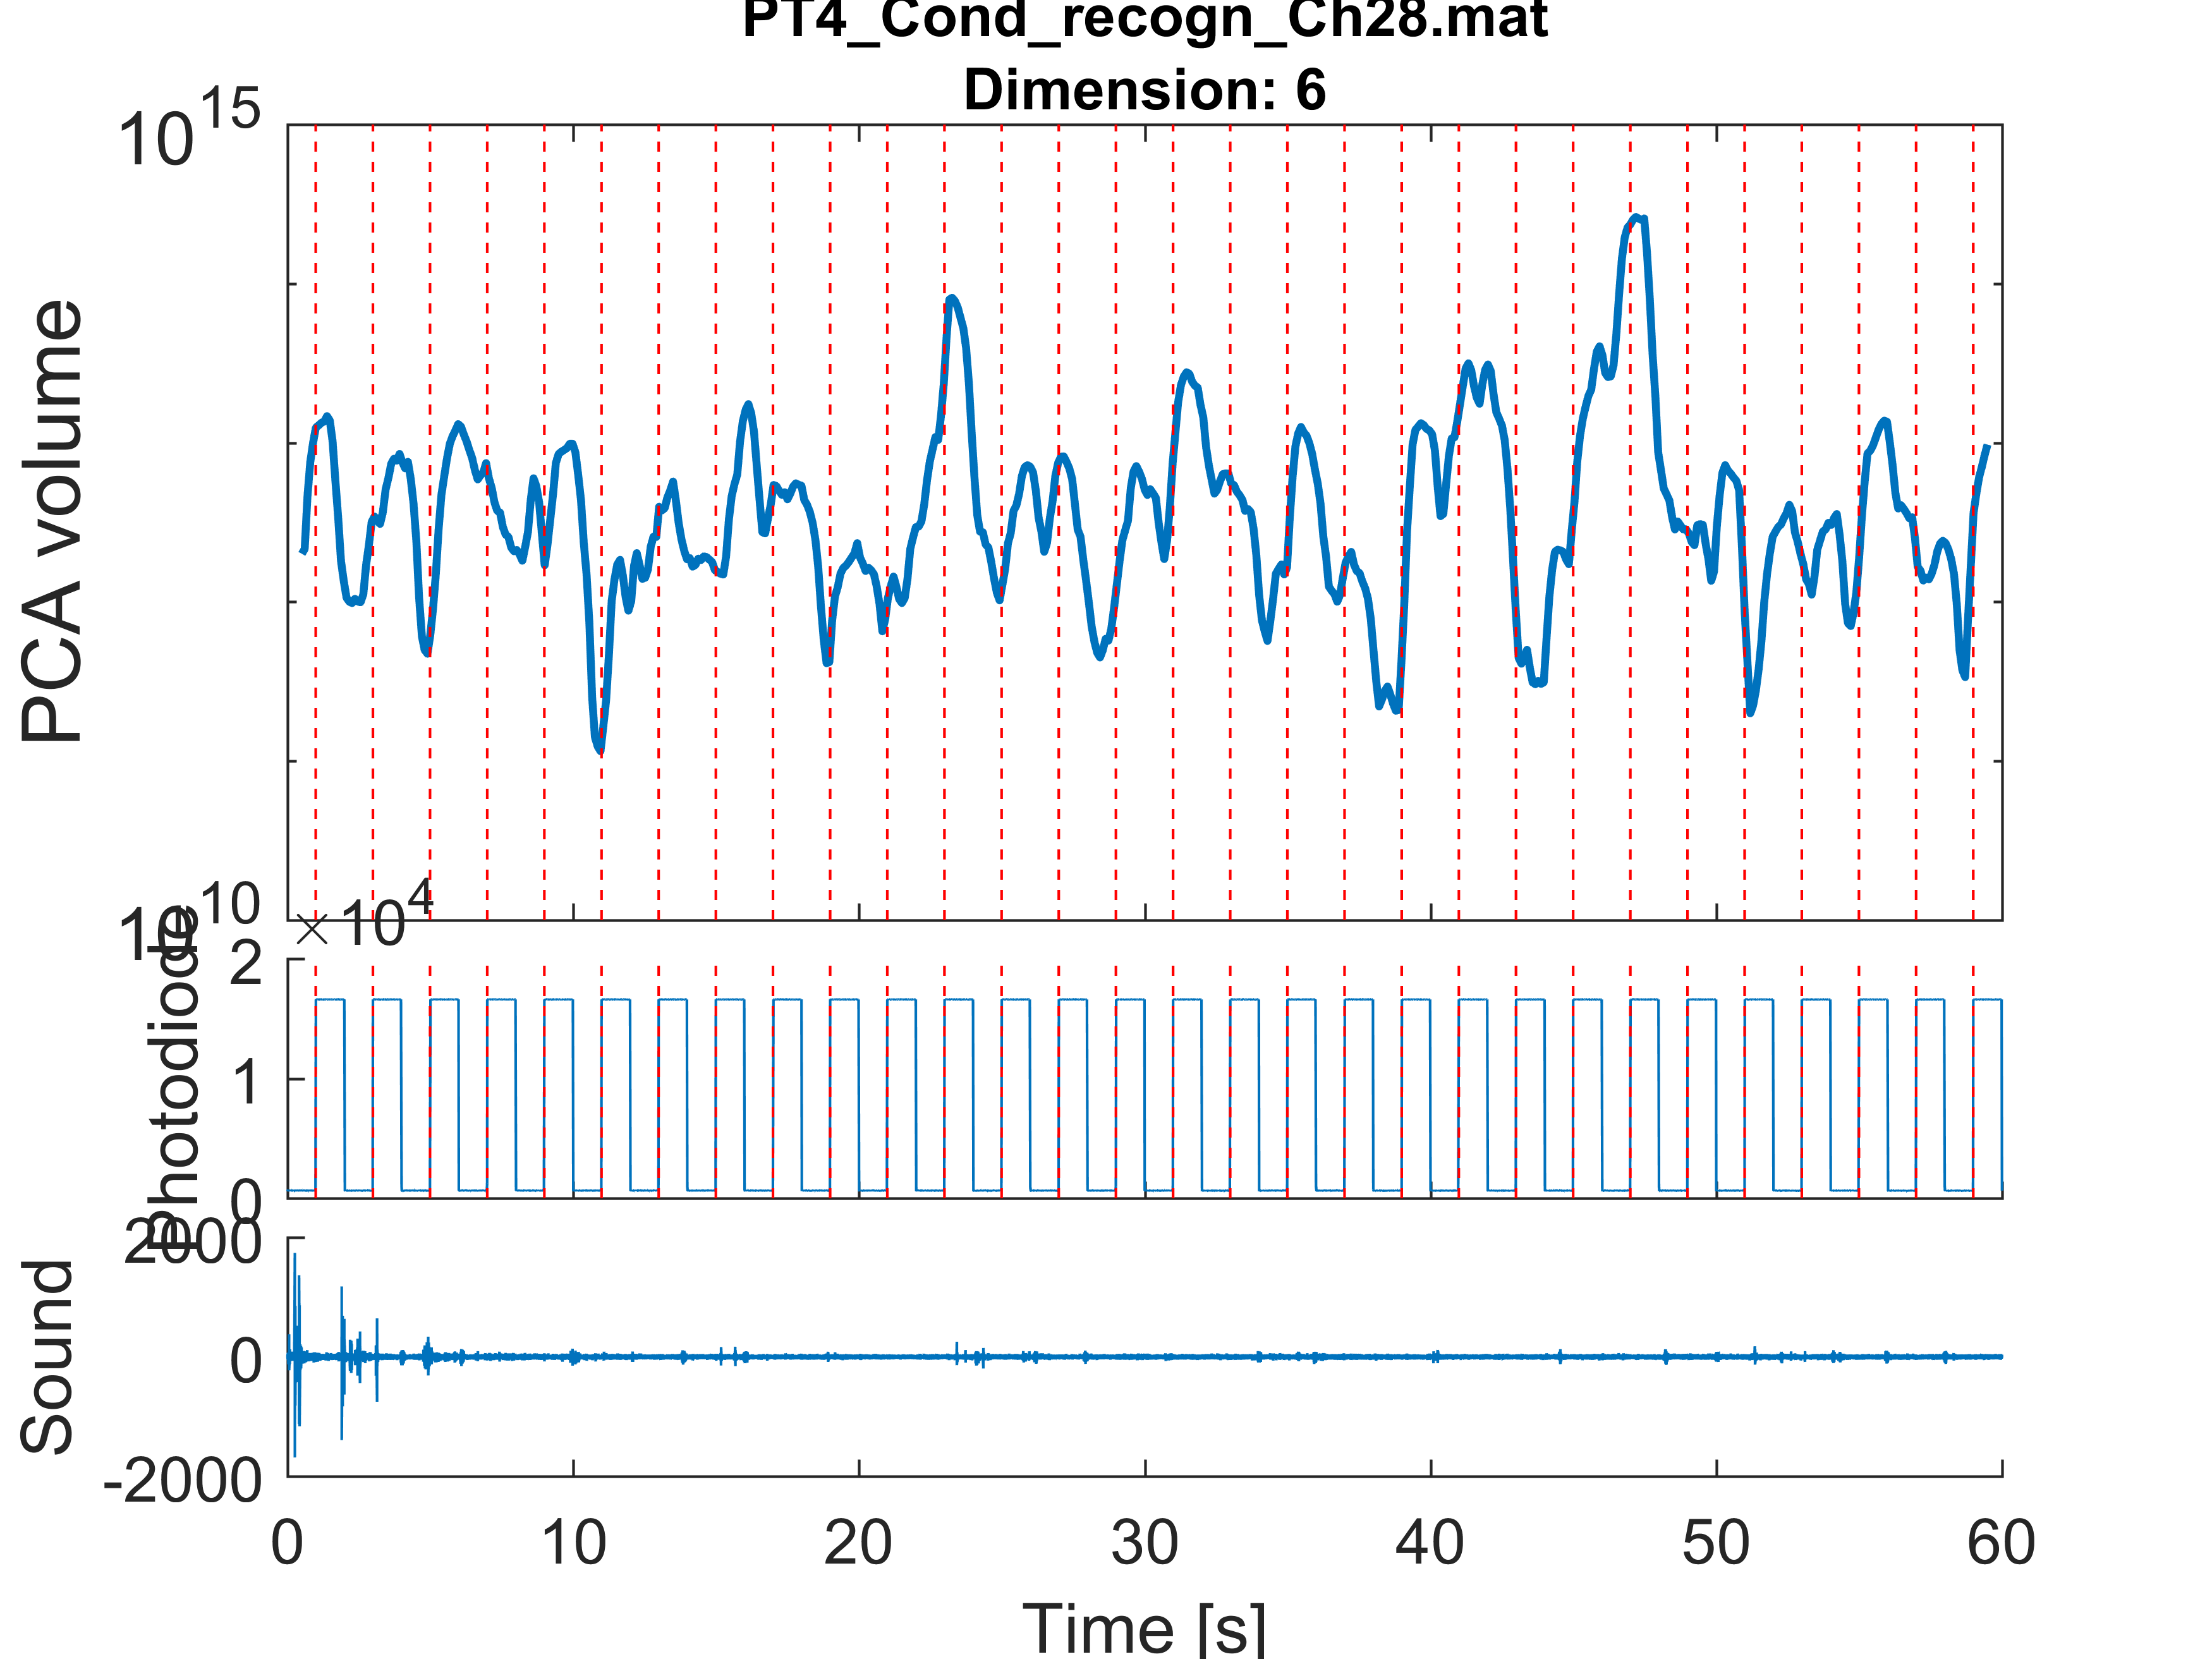 PT4_Cond_recogn_Ch28.mat
Dimension: 6
10^15
PCA volume
10^10
×10^4
Photodiode
2
1
0
Sound
2000
0
-2000
0 10 20 30 40 50 60
Time [s]